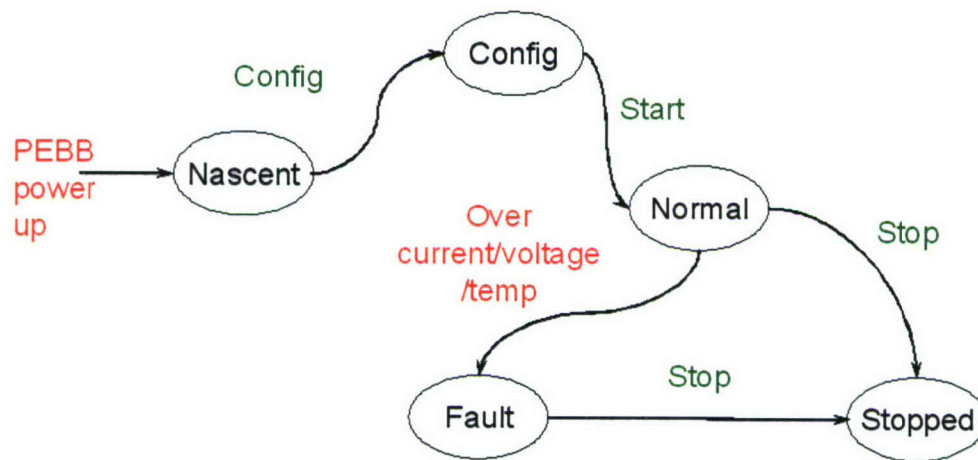 Config
Config
Start
PEBB
power
up
Nascent
Normal
Over
current/voltage
/temp
Stop
Stop
Fault
Stopped